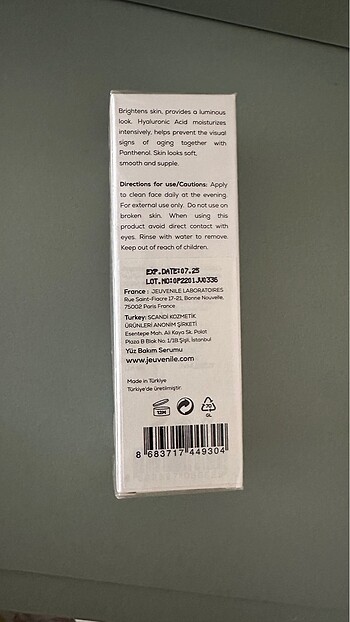 Brightens skin, provides a luminous
look. Hyaluronic Acid moisturizes
intensively, helps prevent the visual
signs of aging together with
Panthenol. Skin looks soft,
smooth and supple.
Directions for use/Cautions: Apply
to clean face daily at the evening.
For external use only. Do not use on
broken skin. When using this
product avoid direct contact with
eyes. Rinse with water to remove.
Keep out of reach of children.
EXP.DATE:07.25
LOT.NO:OP2201JV0336
France : JEUVENILE LABORATOIRES
Rue Saint-Fiacre 17-21, Bonne Nouvelle,
75002 Paris France
Turkey: SCANDİ KOZMETİK
ÜRÜNLERİ ANONİM ŞİRKETİ
Esentepe Mah. Ali Kaya Sk. Polat
Plaza B Blok No: 1/1B Şişli, İstanbul
Yüz Bakım Serumu
www.jeuvenile.com
Made in Türkiye
Türkiye'de üretilmiştir.
12M
70
GL
8 683717 449304